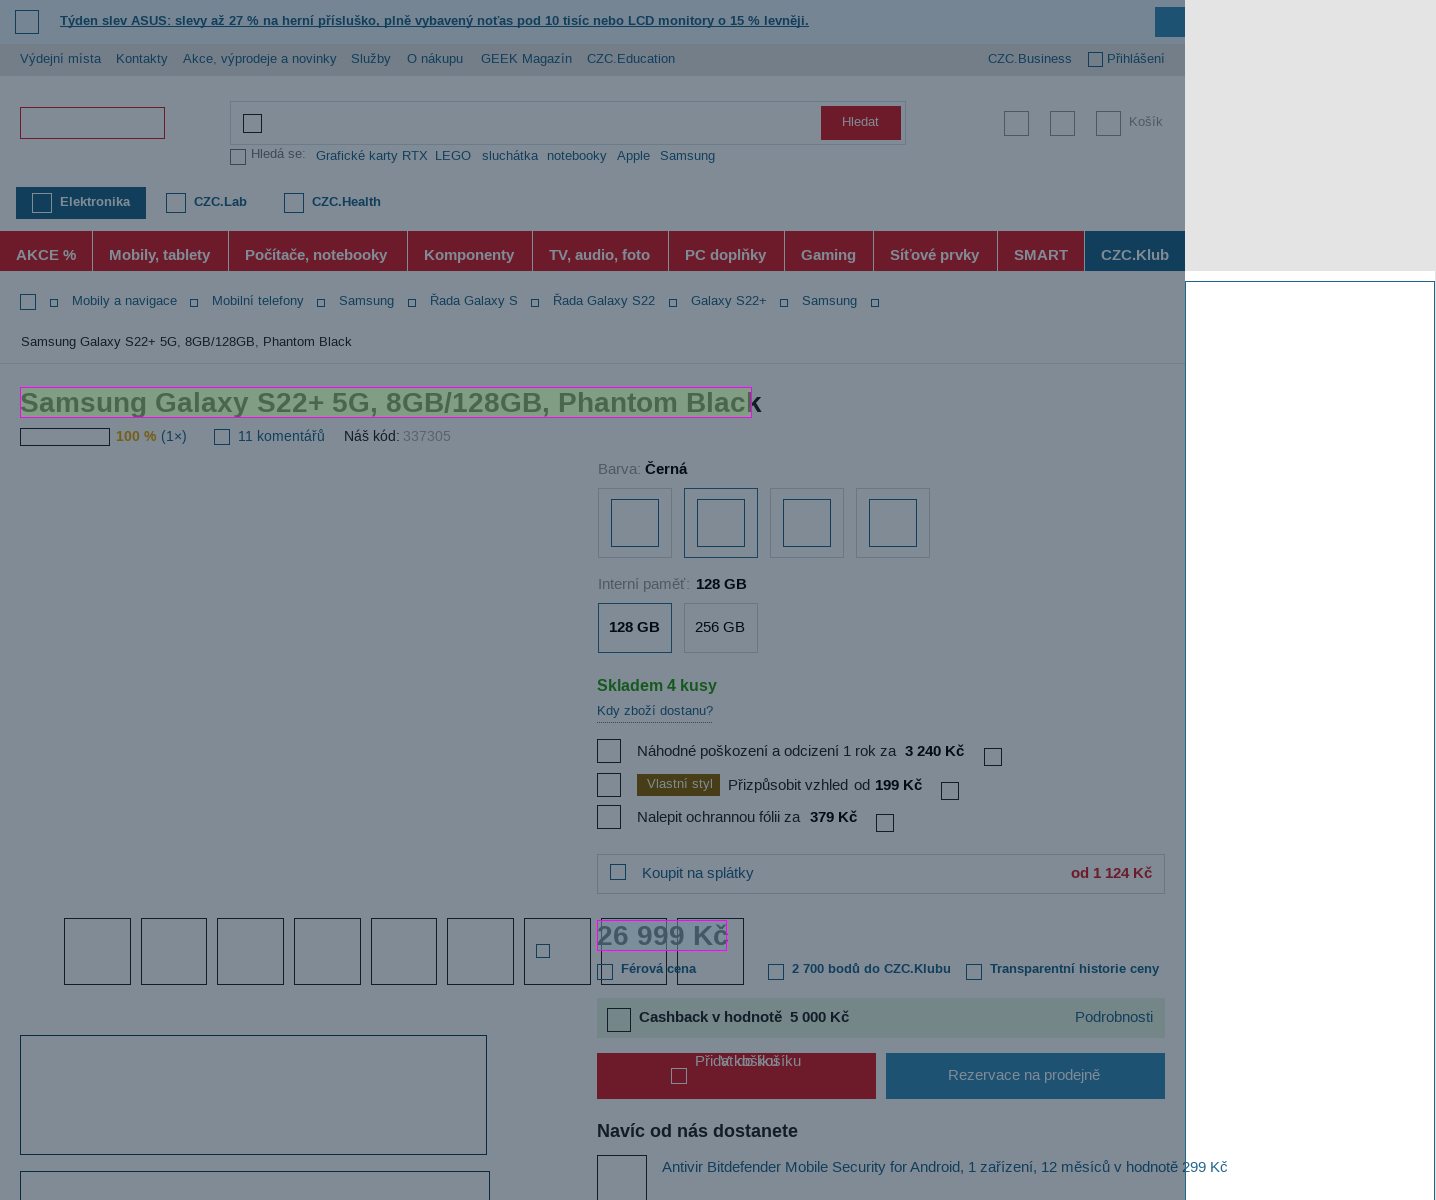 Týden slev ASUS: slevy až 27 % na herní přísluško, plně vybavený noťas pod 10 tisíc nebo LCD monitory o 15 % levněji.
Výdejní místa Kontakty Akce, výprodeje a novinky Služby O nákupu GEEK Magazín CZC.Education CZC.Business Přihlášení
Hledat Košík
Hledá se: Grafické karty RTX LEGO sluchátka notebooky Apple Samsung
Elektronika CZC.Lab CZC.Health
AKCE % Mobily, tablety Počítače, notebooky Komponenty TV, audio, foto PC doplňky Gaming Síťové prvky SMART CZC.Klub
Mobily a navigace Mobilní telefony Samsung Řada Galaxy S Řada Galaxy S22 Galaxy S22+ Samsung
Samsung Galaxy S22+ 5G, 8GB/128GB, Phantom Black
Samsung Galaxy S22+ 5G, 8GB/128GB, Phantom Black
100 % (1×) 11 komentářů Náš kód: 337305
Barva: Černá
Interní paměť: 128 GB
128 GB 256 GB
Skladem 4 kusy
Kdy zboží dostanu?
Náhodné poškození a odcizení 1 rok za 3 240 Kč
Vlastní styl Přizpůsobit vzhled od 199 Kč
Nalepit ochrannou fólii za 379 Kč
Koupit na splátky od 1 124 Kč
26 999 Kč
Férová cena 2 700 bodů do CZC.Klubu Transparentní historie ceny
Cashback v hodnotě 5 000 Kč Podrobnosti
Přidat do košíku V košíku
Rezervace na prodejně
Navíc od nás dostanete
Antivir Bitdefender Mobile Security for Android, 1 zařízení, 12 měsíců v hodnotě 299 Kč